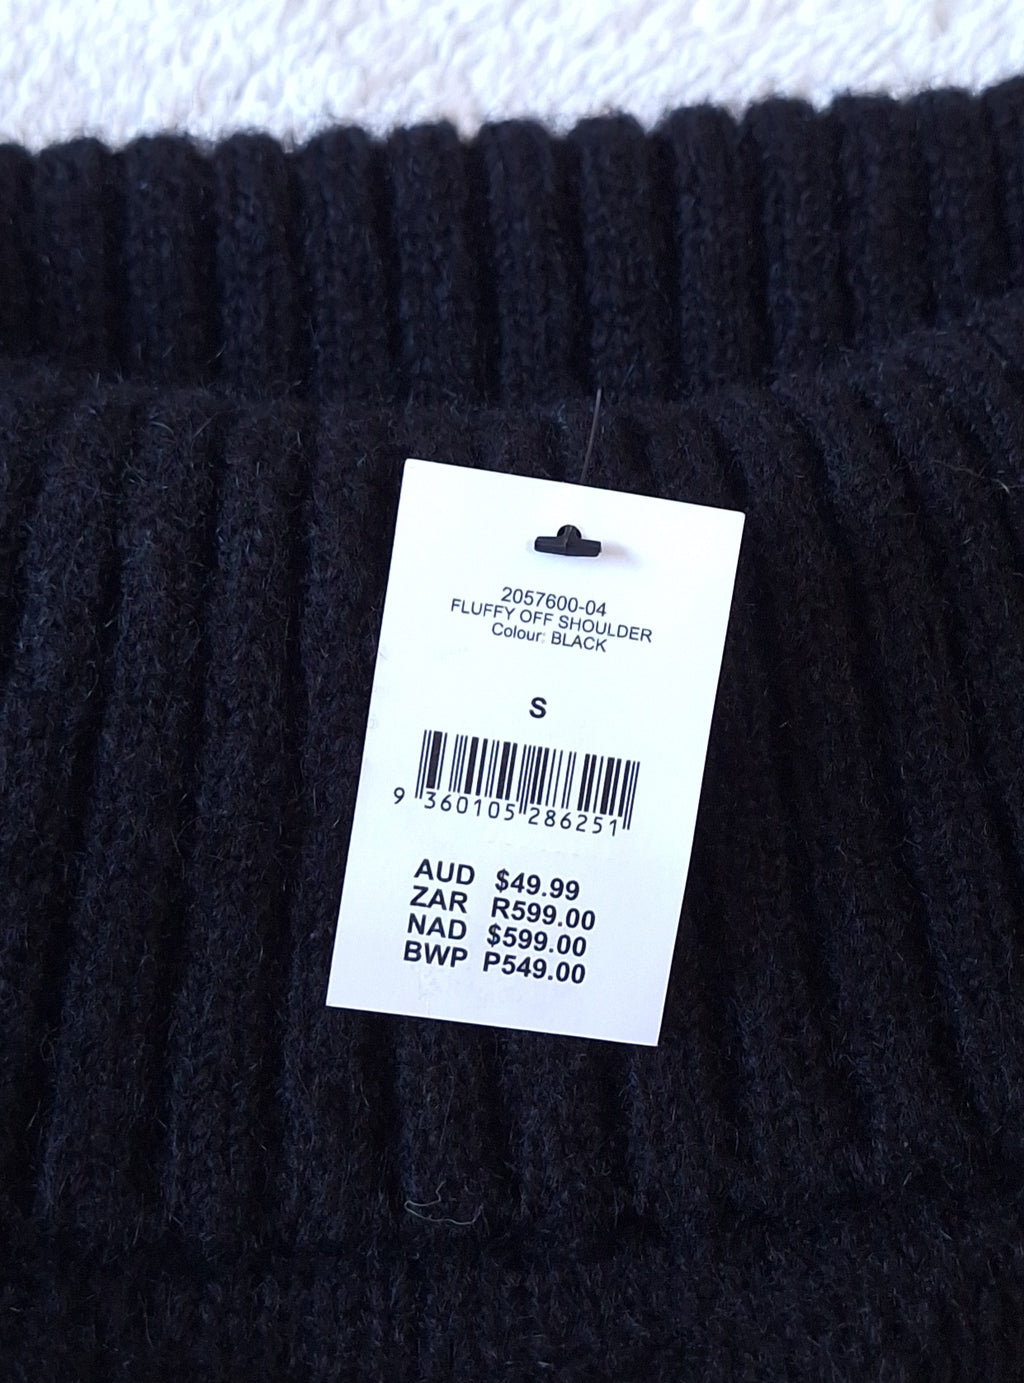 2057600-04
FLUFFY OFF SHOULDER
Colour: BLACK
S
9 360105 286251
AUD $49.99
ZAR R599.00
NAD $599.00
BWP P549.00